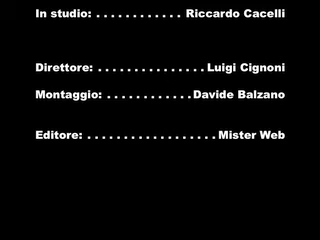 In studio: . . . . . . . . . . . . Riccardo Cacelli
Direttore: . . . . . . . . . . . . . . . Luigi Cignoni
Montaggio: . . . . . . . . . . . . Davide Balzano
Editore: . . . . . . . . . . . . . . . . . . Mister Web